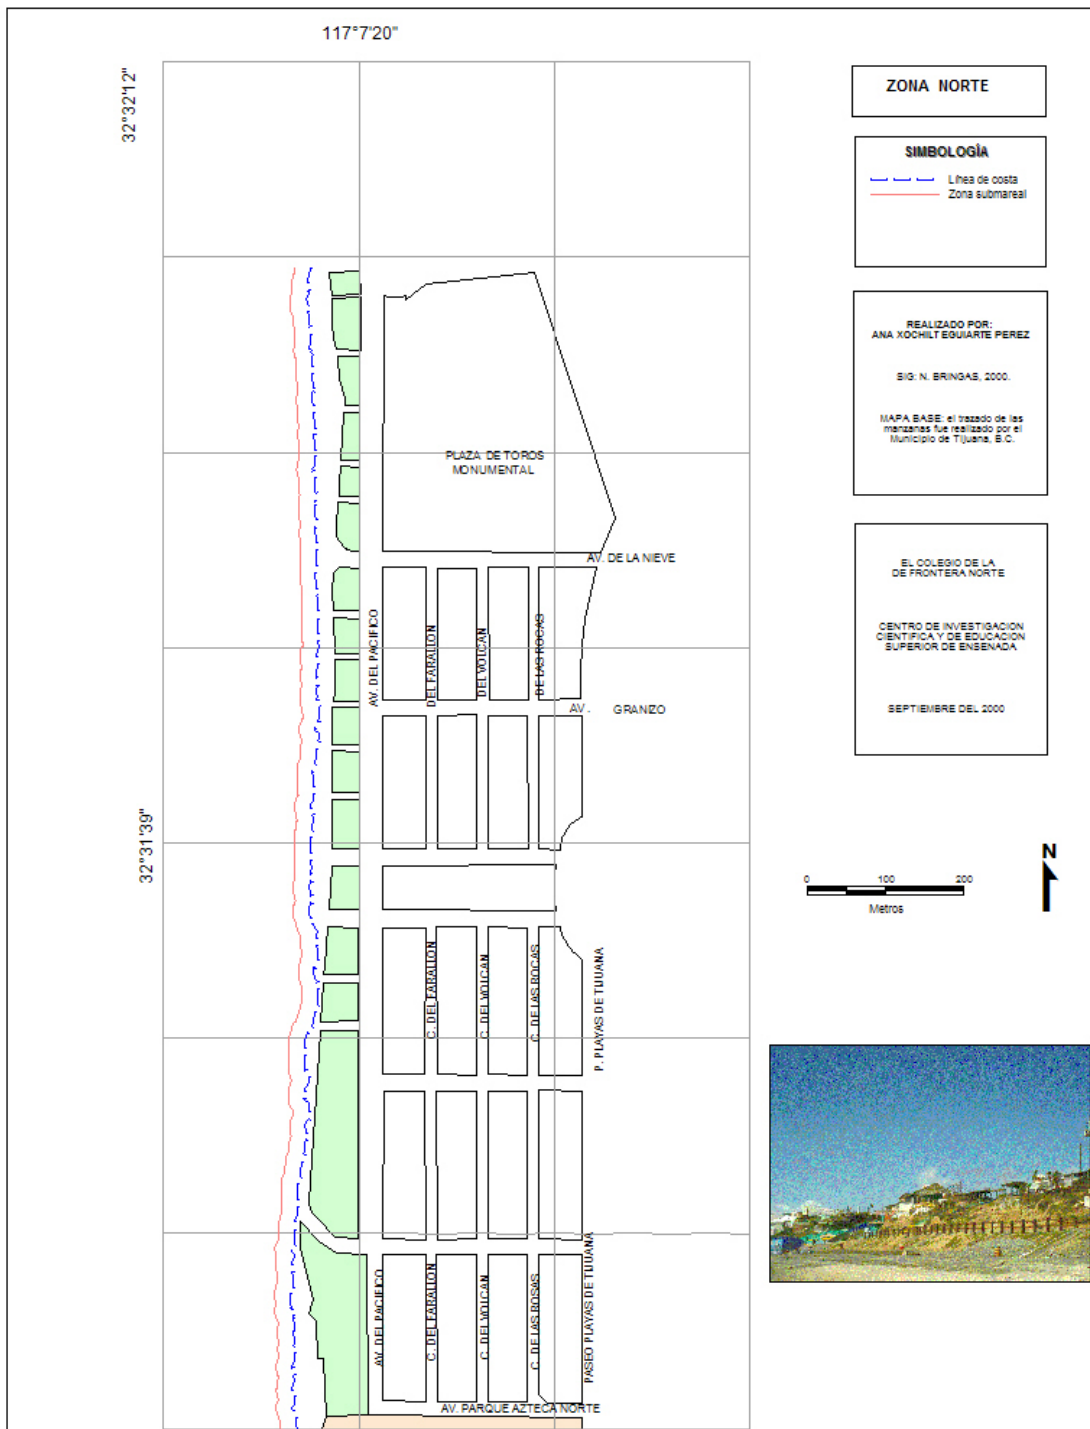 117°7'20"
32°32'12"
ZONA NORTE
SIMBOLOGÍA
Línea de costa
Zona submareal
REALIZADO POR:
ANA XOCHILT EGUIARTE PEREZ
SIG: N. BRINGAS, 2000.
MAPA BASE: el trazado de las
manzanas fue realizado por el
Municipio de Tijuana, B.C.
PLAZA DE TOROS
MONUMENTAL
EL COLEGIO DE LA
DE FRONTERA NORTE
CENTRO DE INVESTIGACION
CIENTIFICA Y DE EDUCACION
SUPERIOR DE ENSENADA
SEPTIEMBRE DEL 2000
AV. DE LA NIEVE
AV. DEL PACIFICO
DEL FARALLON
DEL VOLCAN
DE LAS ROCAS
AV. GRANIZO
32°31'39"
N
0 100 200
Metros
C. DEL FARALLON
C. DEL VOLCAN
C. DE LAS ROCAS
P. PLAYAS DE TIJUANA
AV. DEL PACIFICO
C. DEL FARALLON
C. DEL VOLCAN
C. DE LAS ROSAS
PASEO PLAYAS DE TIJUANA
AV. PARQUE AZTECA NORTE